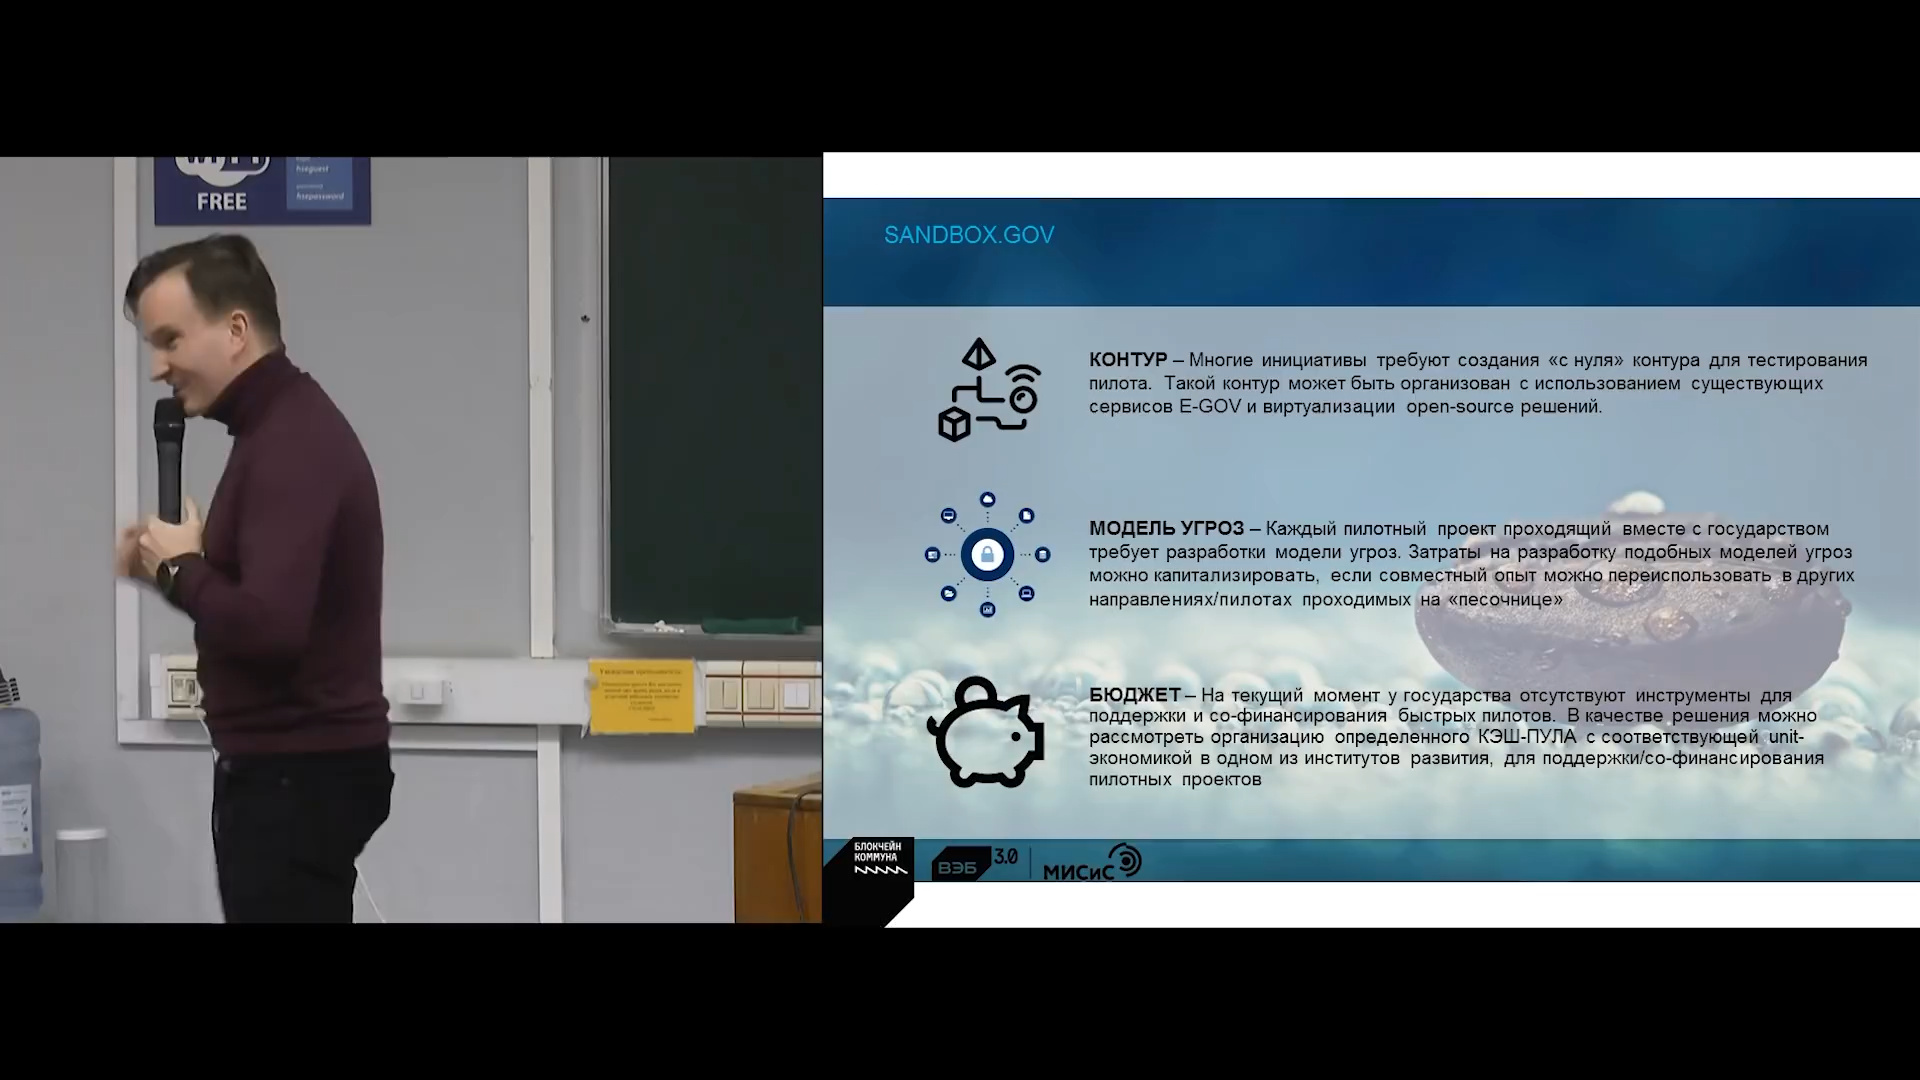 WiFi
FREE
hseguest
hsepassword
SANDBOX.GOV
КОНТУР – Многие инициативы требуют создания «с нуля» контура для тестирования
пилота. Такой контур может быть организован с использованием существующих
сервисов E-GOV и виртуализации open-source решений.
МОДЕЛЬ УГРОЗ – Каждый пилотный проект проходящий вместе с государством
требует разработки модели угроз. Затраты на разработку подобных моделей угроз
можно капитализировать, если совместный опыт можно переиспользовать в других
направлениях/пилотах проходимых на «песочнице»
БЮДЖЕТ – На текущий момент у государства отсутствуют инструменты для
поддержки и со-финансирования быстрых пилотов. В качестве решения можно
рассмотреть организацию определенного КЭШ-ПУЛА с соответствующей unit-
экономикой в одном из институтов развития, для поддержки/со-финансирования
пилотных проектов
БЛОКЧЕЙН
КОММУНА
ВЭБ 3.0
МИСиС